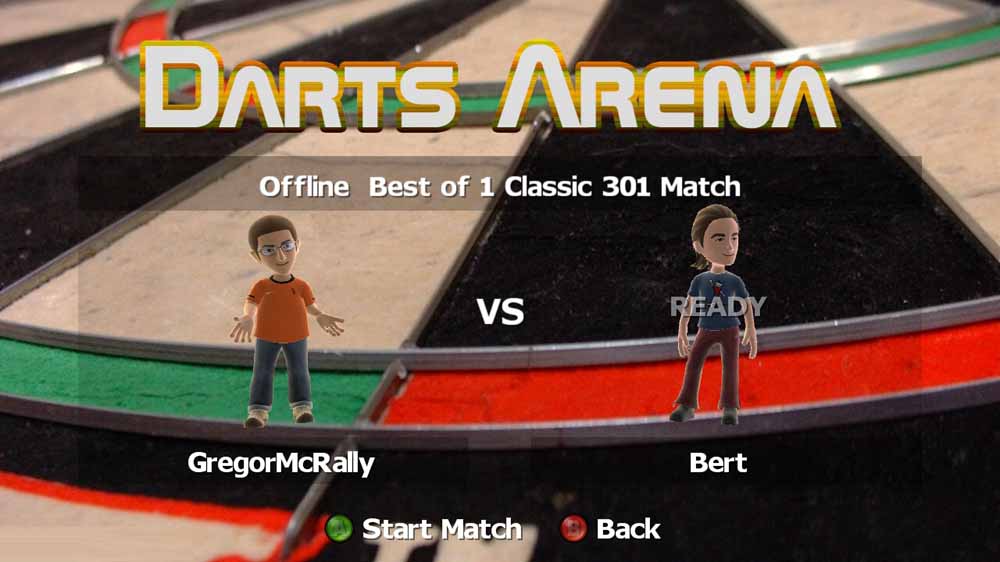 DARTS ARENA
Offline Best of 1 Classic 301 Match
VS
READY
GregorMcRally
Bert
A Start Match B Back